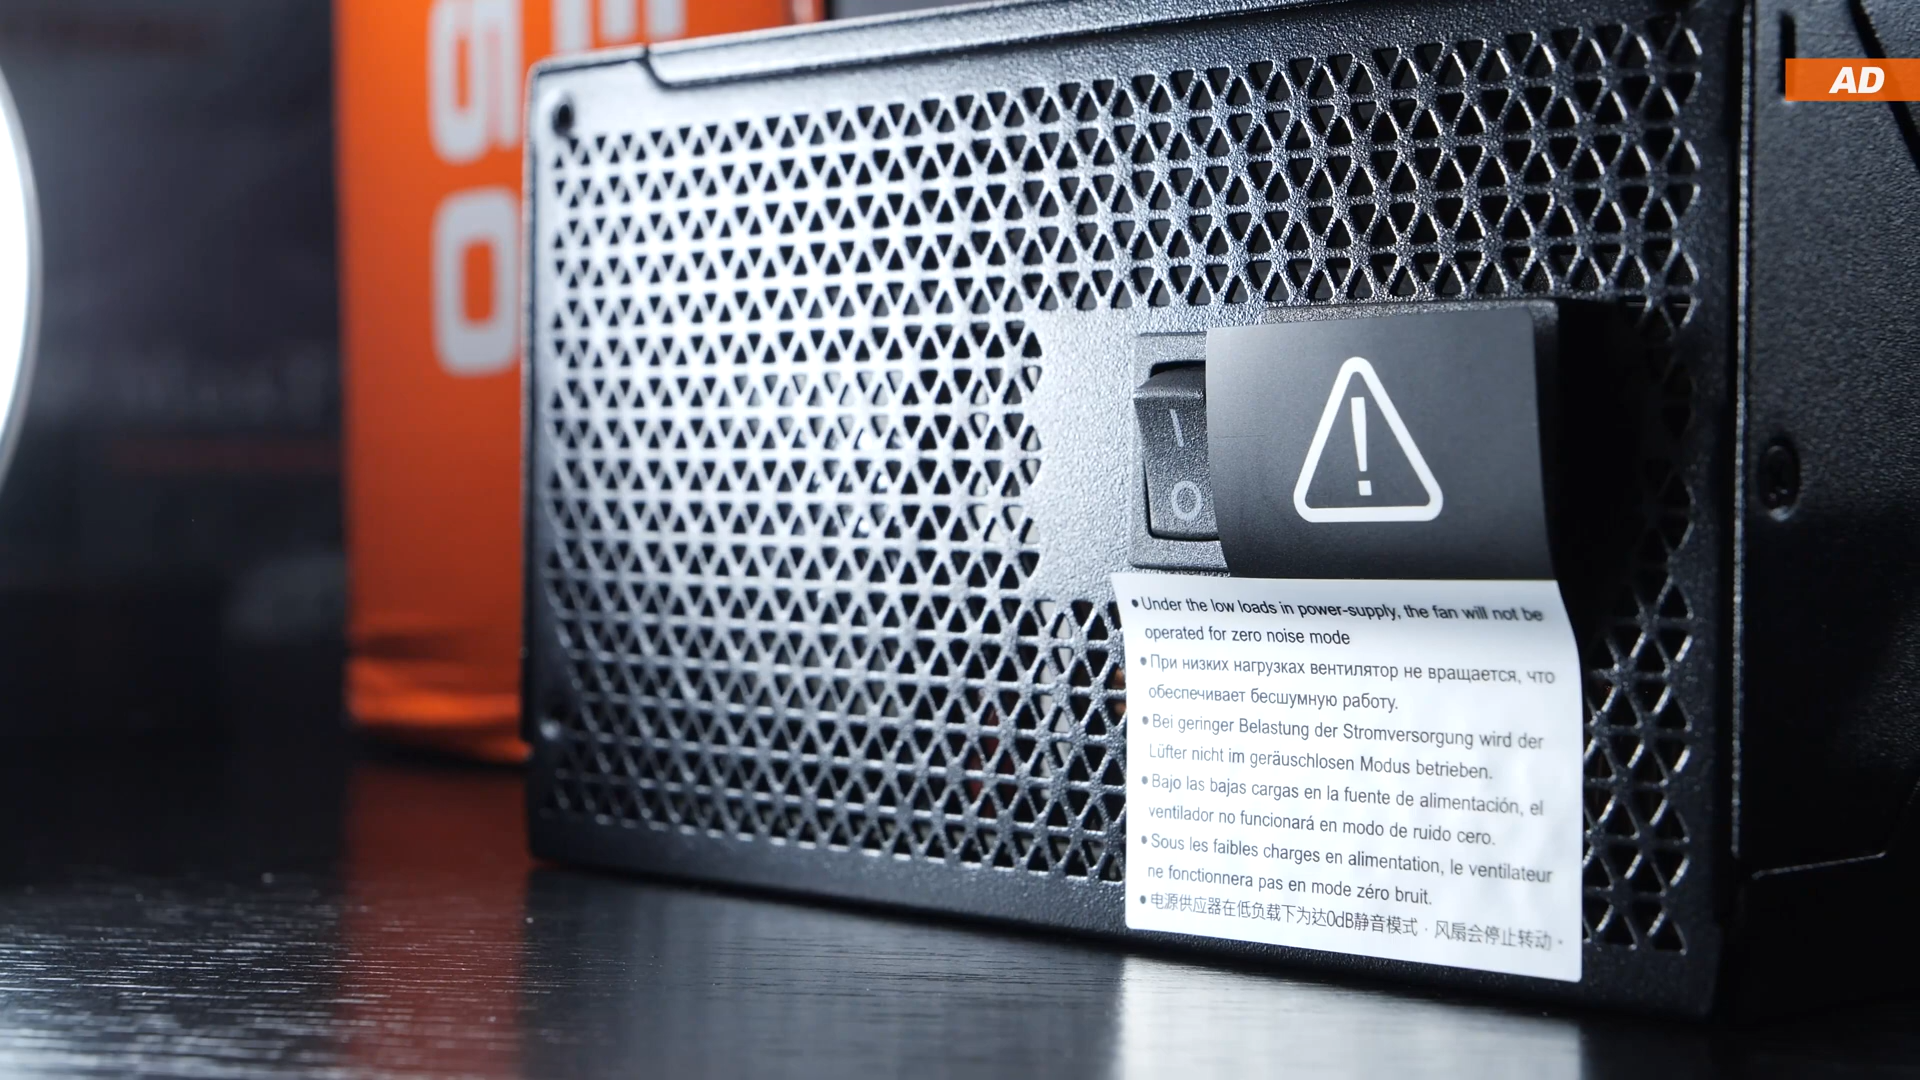 AD
I
O
!
• Under the low loads in power-supply, the fan will not be
operated for zero noise mode
• При низких нагрузках вентилятор не вращается, что
обеспечивает бесшумную работу.
• Bei geringer Belastung der Stromversorgung wird der
Lüfter nicht im geräuschlosen Modus betrieben.
• Bajo las bajas cargas en la fuente de alimentación, el
ventilador no funcionará en modo de ruido cero.
• Sous les faibles charges en alimentation, le ventilateur
ne fonctionnera pas en mode zéro bruit.
• 电源供应器在低负载下为达0dB静音模式，风扇会停止转动。